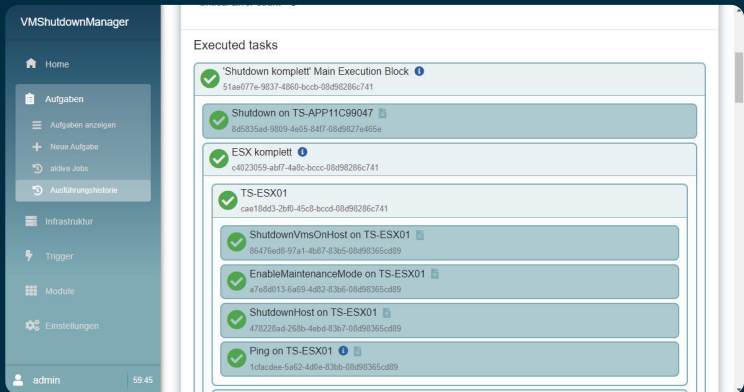 VMShutdownManager
Home
Aufgaben
Aufgaben anzeigen
Neue Aufgabe
aktive Jobs
Ausführungshistorie
Infrastruktur
Trigger
Module
Einstellungen
admin
59:45
Executed tasks
'Shutdown komplett' Main Execution Block
51ae077e-9837-4860-bccb-08d98286c741
Shutdown on TS-APP11C99047
8d5835ad-9809-4e05-84f7-08d9827e465e
ESX komplett
c4023059-abf7-4a8c-bccc-08d98286c741
TS-ESX01
cae18dd3-2bf0-45c8-bccd-08d98286c741
ShutdownVmsOnHost on TS-ESX01
86476ed8-97a1-4b87-83b5-08d98365cd89
EnableMaintenanceMode on TS-ESX01
a7e8d013-6a69-4d82-83b6-08d98365cd89
ShutdownHost on TS-ESX01
478228ad-268b-4ebd-83b7-08d98365cd89
Ping on TS-ESX01
1cfacdee-5a62-4d0e-83bb-08d98365cd89